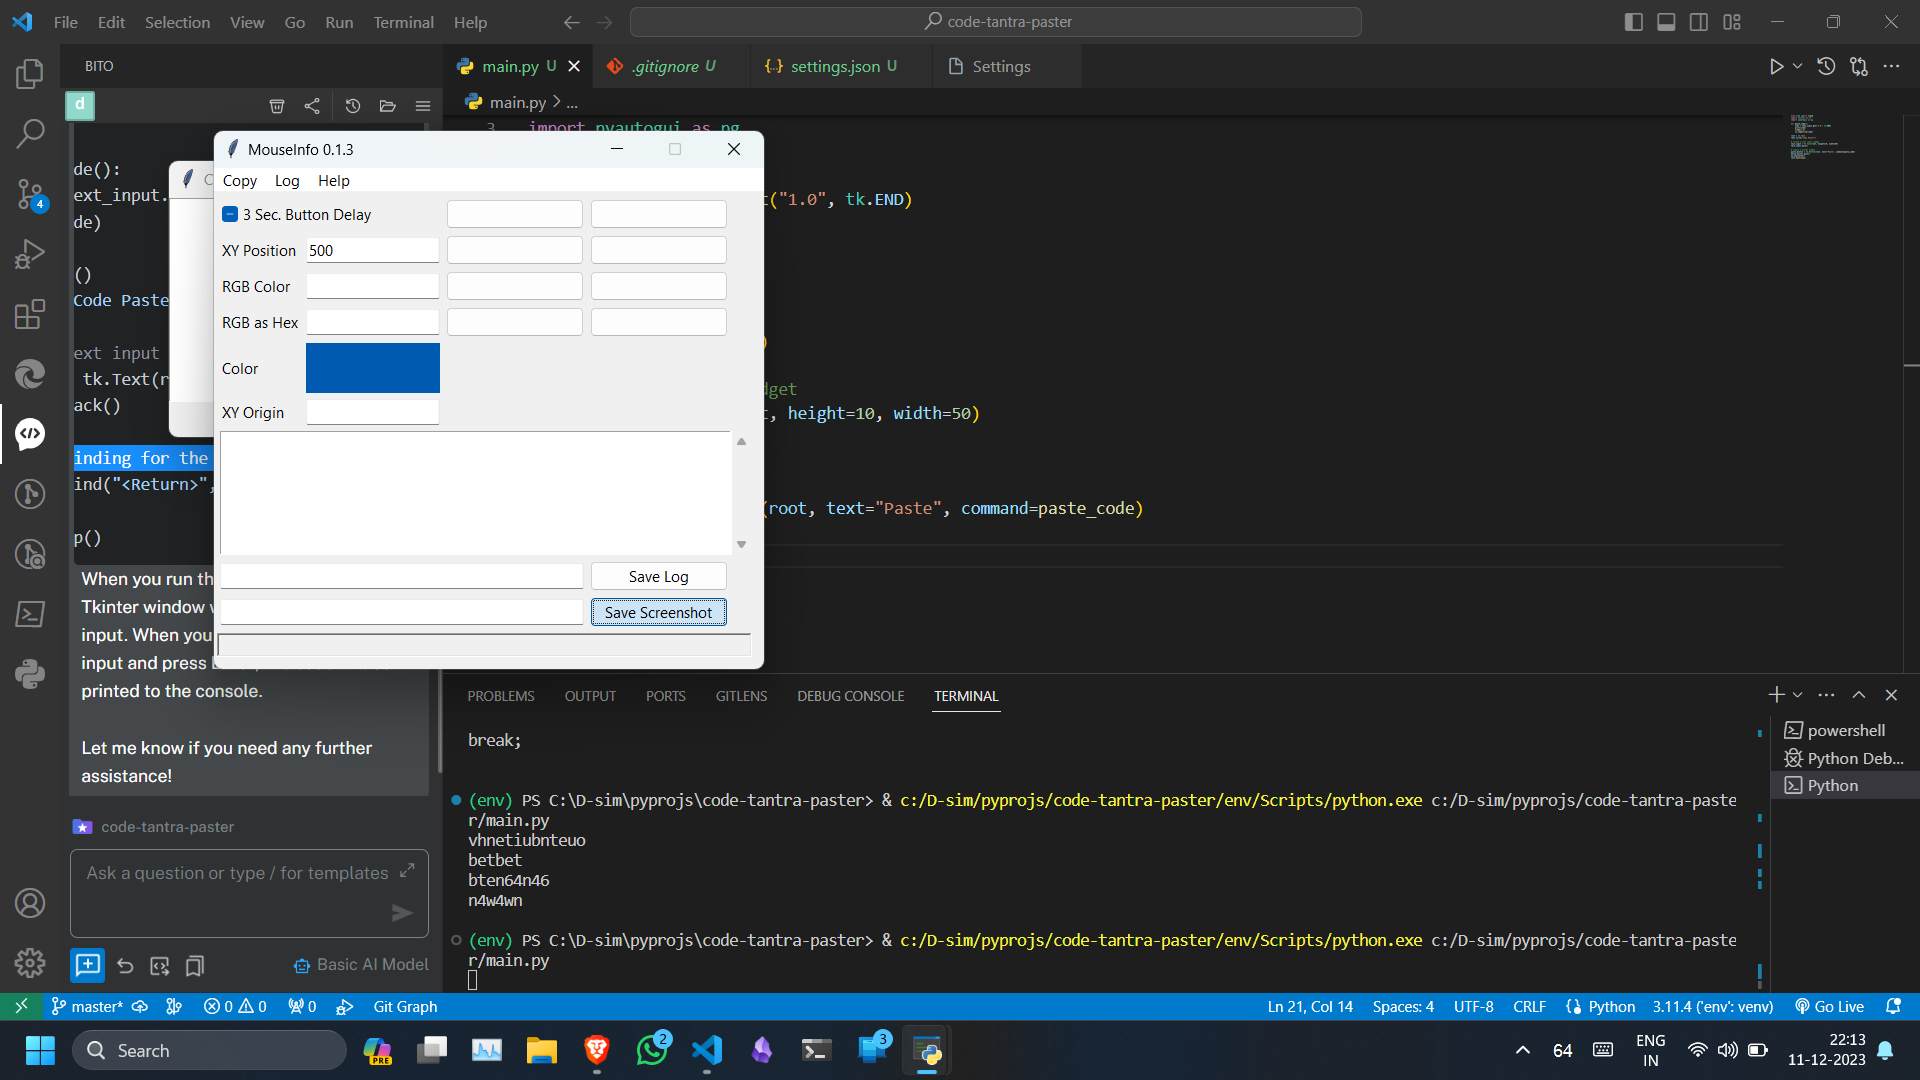 File Edit Selection View Go Run Terminal Help
code-tantra-paster
BITO
main.py U
.gitignore U
{} settings.json U
Settings
d
main.py > ...
3 import pyautogui as pg
de():
ext_input.
de)
()
Code Paste
ext input
tk.Text(r
ack()
inding for the
ind("<Return>",
p()
When you run th
Tkinter window
input. When you
input and press
printed to the console.
Let me know if you need any further
assistance!
code-tantra-paster
Ask a question or type / for templates
Basic AI Model
MouseInfo 0.1.3
Copy Log Help
3 Sec. Button Delay
XY Position 500
RGB Color
RGB as Hex
Color
XY Origin
Save Log
Save Screenshot
("1.0", tk.END)
)
dget
, height=10, width=50)
(root, text="Paste", command=paste_code)
PROBLEMS OUTPUT PORTS GITLENS DEBUG CONSOLE TERMINAL
break;
(env) PS C:\D-sim\pyprojs\code-tantra-paster> & c:/D-sim/pyprojs/code-tantra-paster/env/Scripts/python.exe c:/D-sim/pyprojs/code-tantra-paste
r/main.py
vhnetiubnteuo
betbet
bten64n46
n4w4wn
(env) PS C:\D-sim\pyprojs\code-tantra-paster> & c:/D-sim/pyprojs/code-tantra-paster/env/Scripts/python.exe c:/D-sim/pyprojs/code-tantra-paste
r/main.py
powershell
Python Deb...
Python
4
master* 0 0 0 Git Graph
Ln 21, Col 14 Spaces: 4 UTF-8 CRLF {} Python 3.11.4 ('env': venv) Go Live
Search
PRE
2
3
64
ENG
IN
22:13
11-12-2023